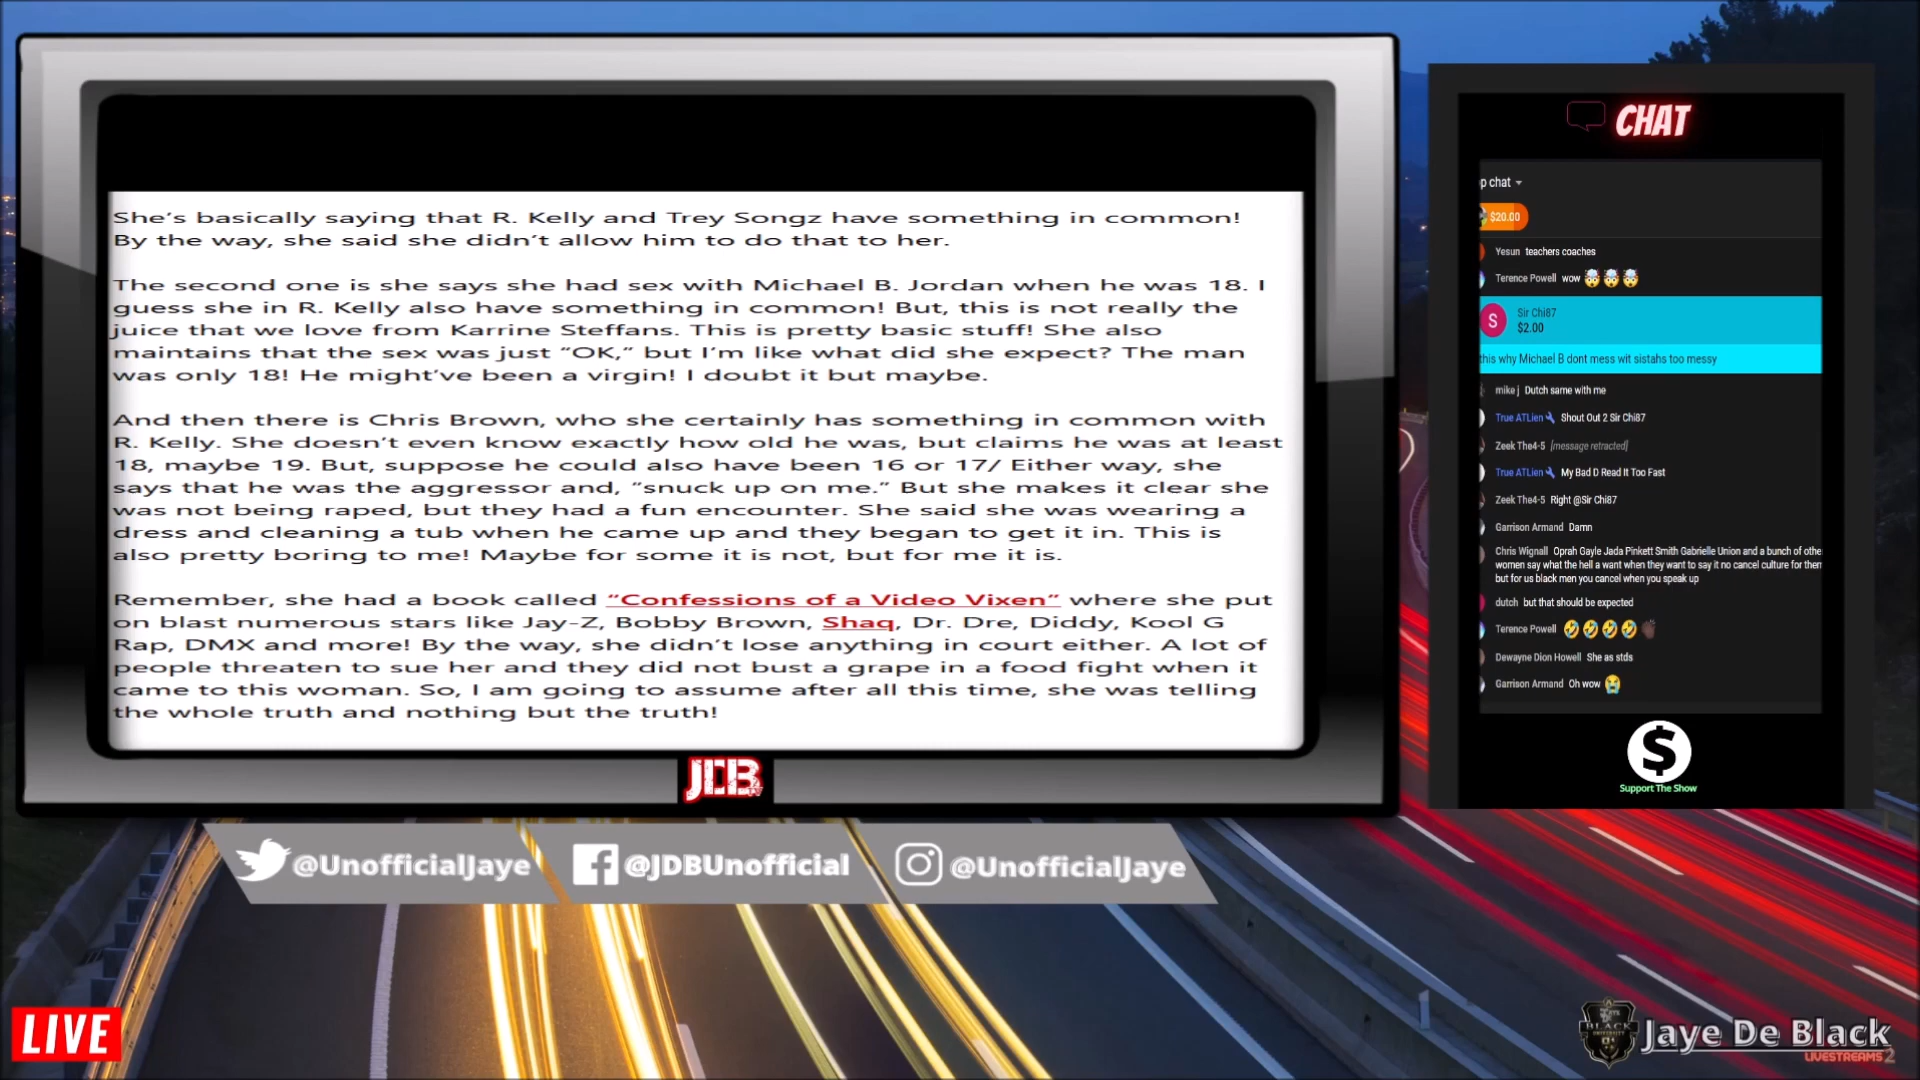 She's basically saying that R. Kelly and Trey Songz have something in common!
By the way, she said she didn't allow him to do that to her.
The second one is she says she had sex with Michael B. Jordan when he was 18. I
guess she in R. Kelly also have something in common! But, this is not really the
juice that we love from Karrine Steffans. This is pretty basic stuff! She also
maintains that the sex was just “OK,” but I'm like what did she expect? The man
was only 18! He might've been a virgin! I doubt it but maybe.
And then there is Chris Brown, who she certainly has something in common with
R. Kelly. She doesn't even know exactly how old he was, but claims he was at least
18, maybe 19. But, suppose he could also have been 16 or 17/ Either way, she
says that he was the aggressor and, “snuck up on me.” But she makes it clear she
was not being raped, but they had a fun encounter. She said she was wearing a
dress and cleaning a tub when he came up and they began to get it in. This is
also pretty boring to me! Maybe for some it is not, but for me it is.
Remember, she had a book called “Confessions of a Video Vixen” where she put
on blast numerous stars like Jay-Z, Bobby Brown, Shaq, Dr. Dre, Diddy, Kool G
Rap, DMX and more! By the way, she didn't lose anything in court either. A lot of
people threaten to sue her and they did not bust a grape in a food fight when it
came to this woman. So, I am going to assume after all this time, she was telling
the whole truth and nothing but the truth!
JDB TV
@UnofficialJaye
@JDBUnofficial
@UnofficialJaye
CHAT
p chat
$20.00
Yesun teachers coaches
Terence Powell wow 🤯🤯🤯
S
Sir Chi87
$2.00
this why Michael B dont mess wit sistahs too messy
mike j Dutch same with me
True ATLien Shout Out 2 Sir Chi87
Zeek The4-5 [message retracted]
True ATLien My Bad D Read It Too Fast
Zeek The4-5 Right @Sir Chi87
Garrison Armand Damn
Chris Wignall Oprah Gayle Jada Pinkett Smith Gabrielle Union and a bunch of othe
women say what the hell a want when they want to say it no cancel culture for them
but for us black men you cancel when you speak up
dutch but that should be expected
Terence Powell 🤣🤣🤣🤣👏🏿
Dewayne Dion Howell She as stds
Garrison Armand Oh wow 😭
$
Support The Show
LIVE
Jaye De Black
LIVESTREAMS 2
BLACK